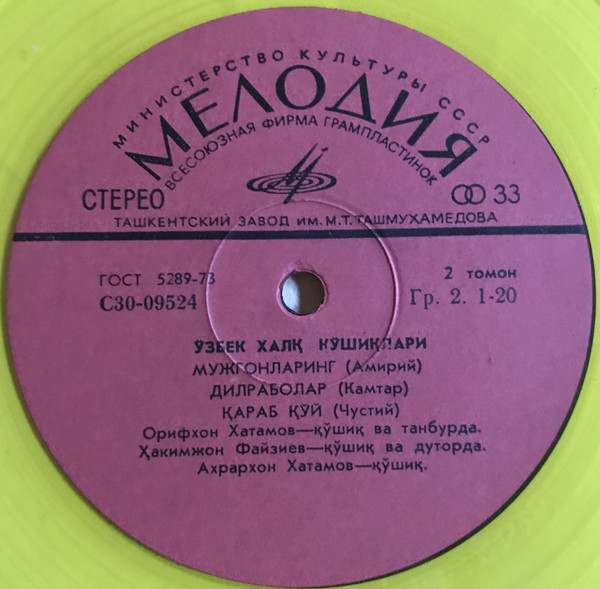 МИНИСТЕРСТВО КУЛЬТУРЫ СССР
МЕЛОДИЯ
ВСЕСОЮЗНАЯ ФИРМА ГРАМПЛАСТИНОК
СТЕРЕО
33
ТАШКЕНТСКИЙ ЗАВОД ИМ. М.Т. ТАШМУХАМЕДОВА
ГОСТ 5289-73
2 томон
С30-09524
Гр. 2. 1-20
ЎЗБЕК ХАЛҚ ҚЎШИҚЛАРИ
МУЖГОНЛАРИНГ (Амирий)
ДИЛРАБОЛАР (Камтар)
ҚАРАБ ҚЎЙ (Чустий)
Орифхон Хатамов—қўшиқ ва танбурда.
Ҳакимжон Файзиев—қўшиқ ва дуторда.
Ахрархон Хатамов—қўшиқ.